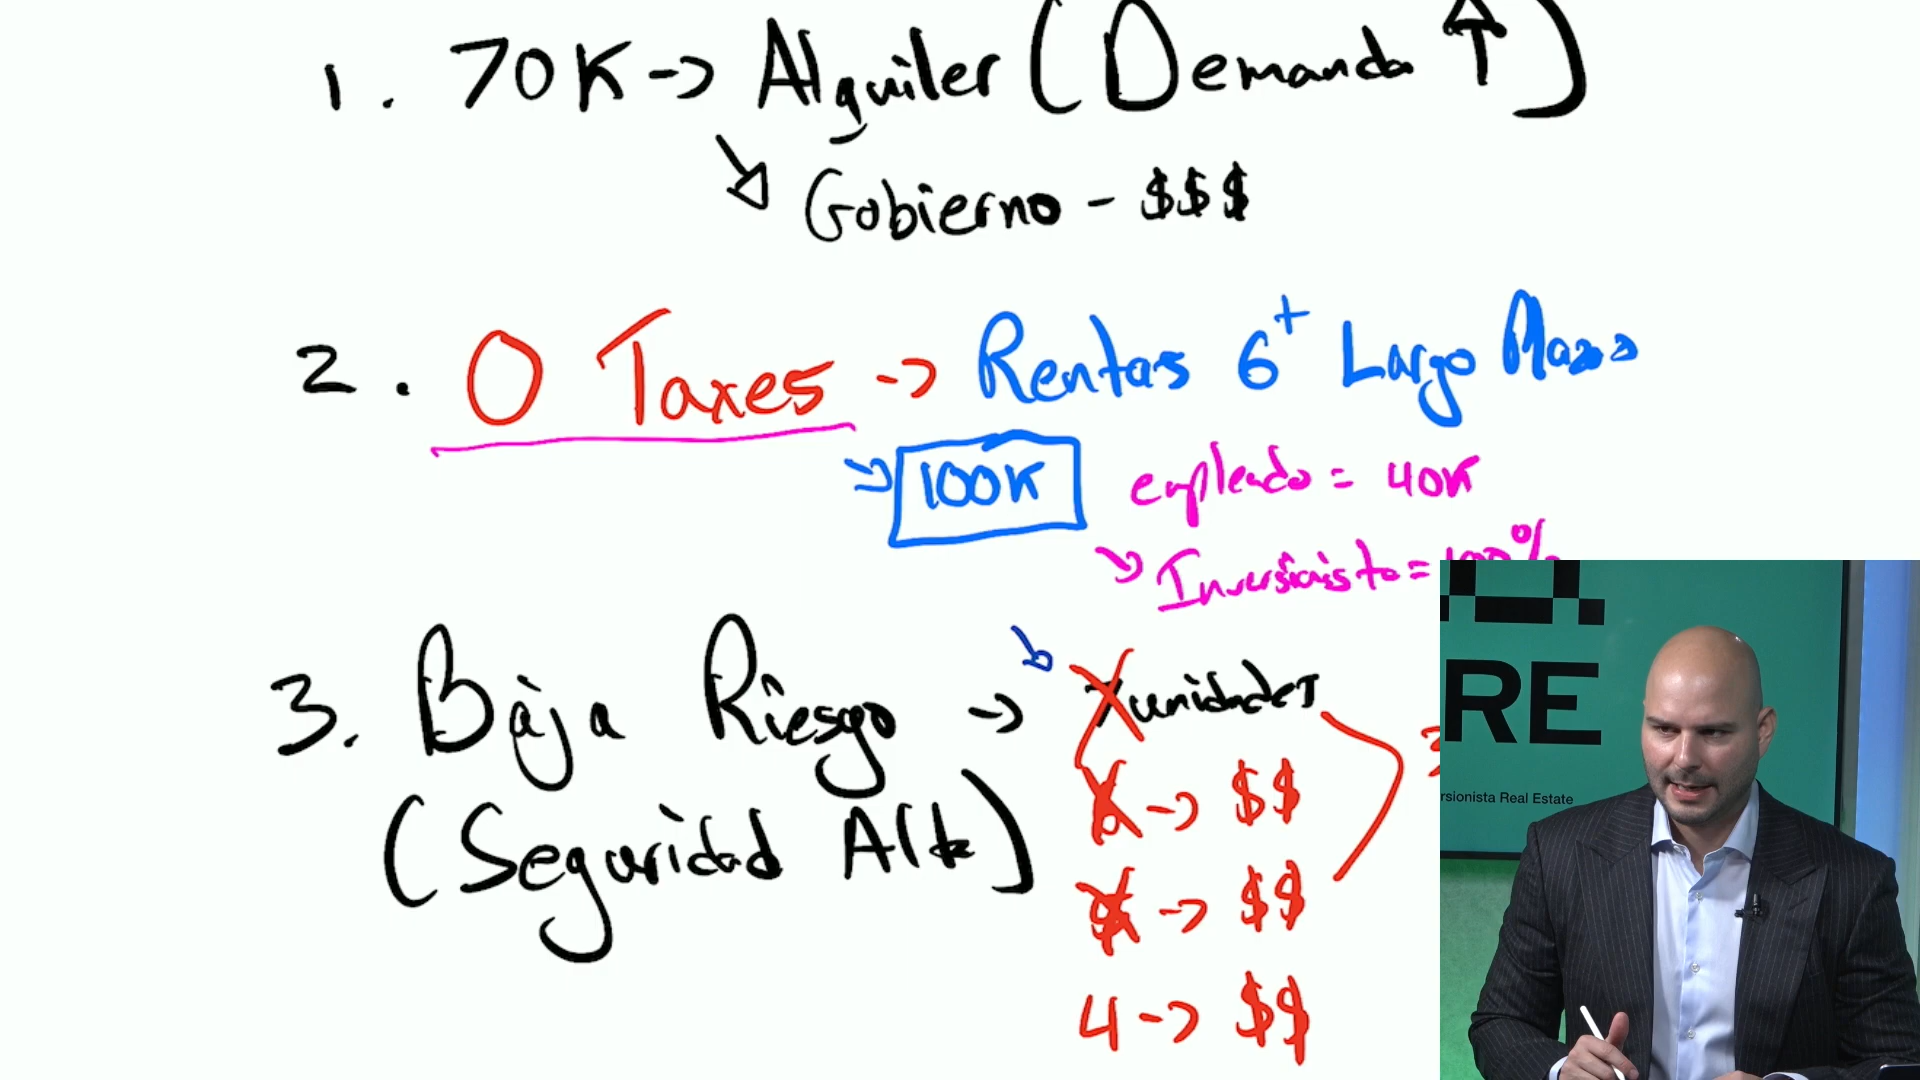 1. 70K -> Alquiler (Demanda ↑)
↘ Gobierno - $$$
2. 0 Taxes -> Rentas 6+ Largo Plazo
-> 100K empleado = 40K
↘ Inversionista = 100%
3. Baja Riesgo -> unidades
(Seguridad Alta)
-> $$
-> $$
4 -> $$
RE
rsionista Real Estate